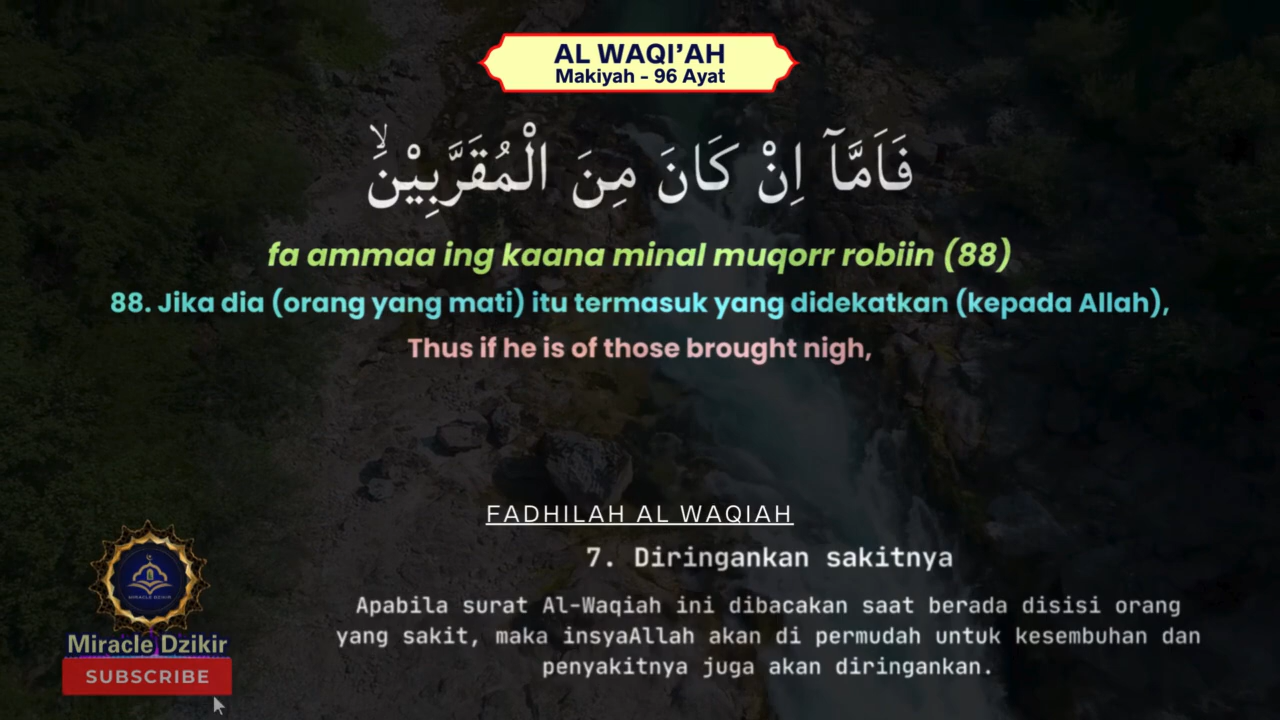 AL WAQI’AH
Makiyah - 96 Ayat
فَاَمَّآ اِنْ كَانَ مِنَ الْمُقَرَّبِيْنَۙ
fa ammaa ing kaana minal muqorr robiin (88)
88. Jika dia (orang yang mati) itu termasuk yang didekatkan (kepada Allah),
Thus if he is of those brought nigh,
FADHILAH AL WAQIAH
7. Diringankan sakitnya
Apabila surat Al-Waqiah ini dibacakan saat berada disisi orang
yang sakit, maka insyaAllah akan di permudah untuk kesembuhan dan
penyakitnya juga akan diringankan.
MIRACLE DZIKIR
Miracle Dzikir
SUBSCRIBE